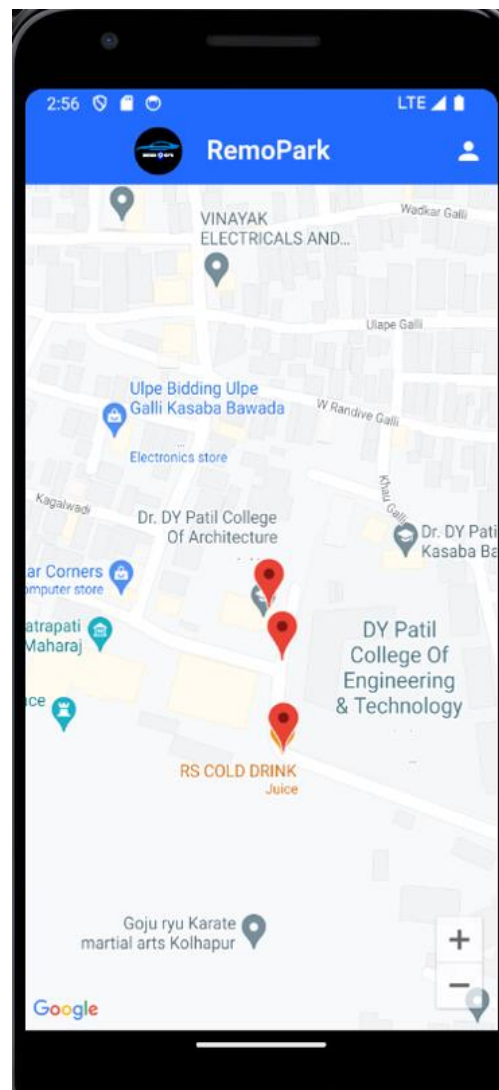 2:56
LTE
RemoPark
Wadkar Galli
VINAYAK
ELECTRICALS AND...
Ulape Galli
Ulpe Bidding Ulpe
Galli Kasaba Bawada
Electronics store
W Randive Galli
Khau Galli
Kagalwadi
Dr. DY Patil College
Of Architecture
Dr. DY Pati
Kasaba Ba
ar Corners
omputer store
atrapati
Maharaj
DY Patil
College Of
Engineering
& Technology
ce
RS COLD DRINK
Juice
Goju ryu Karate
martial arts Kolhapur
+
−
Google